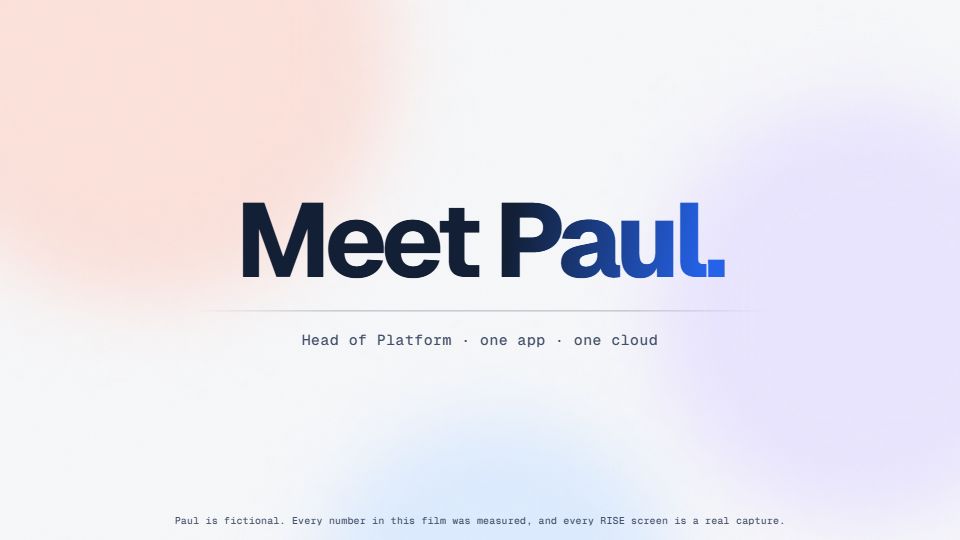 Meet Paul.
Head of Platform · one app · one cloud
Paul is fictional. Every number in this film was measured, and every RISE screen is a real capture.